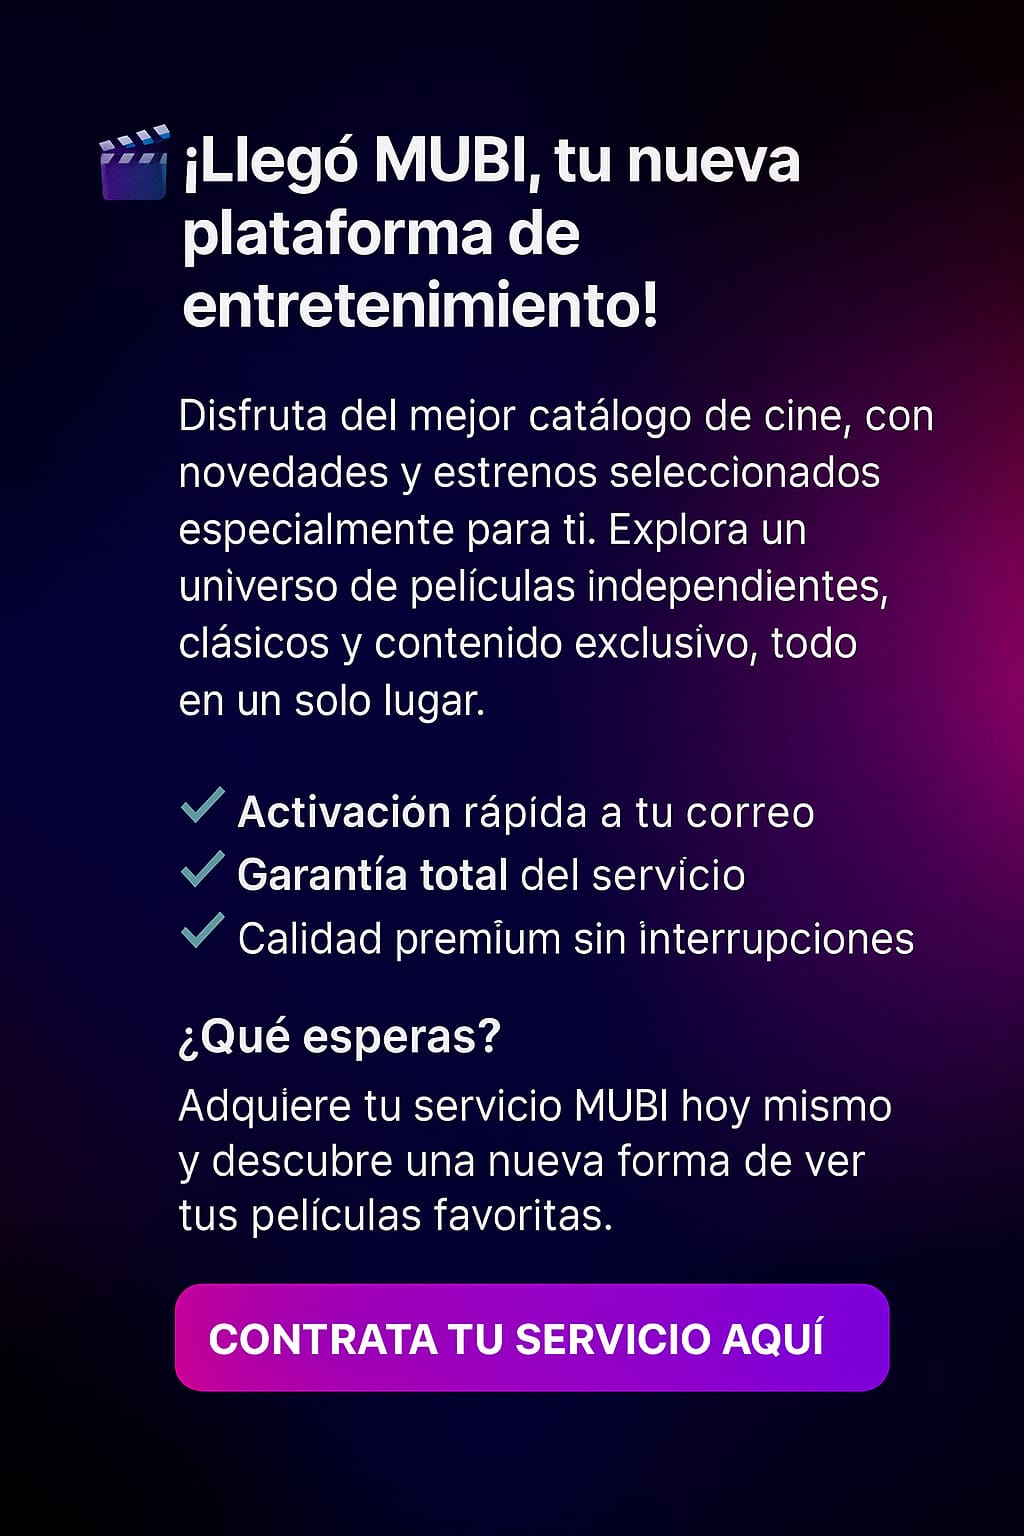 ¡Llegó MUBI, tu nueva
plataforma de
entretenimiento!
Disfruta del mejor catálogo de cine, con
novedades y estrenos seleccionados
especialmente para ti. Explora un
universo de películas independientes,
clásicos y contenido exclusivo, todo
en un solo lugar.
Activación rápida a tu correo
Garantía total del servicio
Calidad premium sin interrupciones
¿Qué esperas?
Adquiere tu servicio MUBI hoy mismo
y descubre una nueva forma de ver
tus películas favoritas.
CONTRATA TU SERVICIO AQUÍ